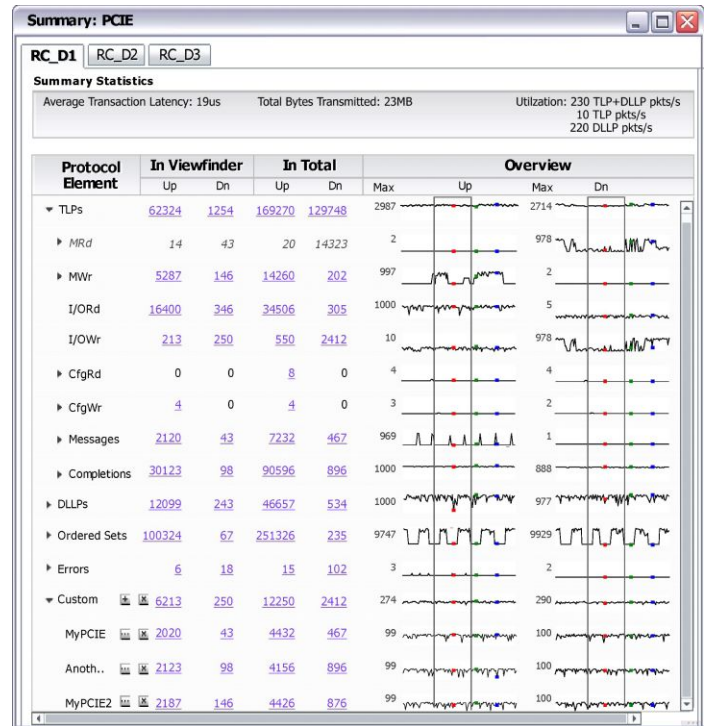 Summary: PCIE
RC_D1 RC_D2 RC_D3
Summary Statistics
Average Transaction Latency: 19us Total Bytes Transmitted: 23MB Utilzation: 230 TLP+DLLP pkts/s
10 TLP pkts/s
220 DLLP pkts/s
Protocol Element In Viewfinder In Total Overview
Up Dn Up Dn Max Up Max Dn
TLPs 62324 1254 169270 129748 2987 2714
MRd 14 43 20 14323 2 978
MWr 5287 146 14260 202 997 2
I/ORd 16400 346 34506 305 1000 5
I/OWr 213 250 550 2412 10 978
CfgRd 0 0 8 0 4 4
CfgWr 4 0 4 0 3 2
Messages 2120 43 7232 467 969 1
Completions 30123 98 90596 896 1000 888
DLLPs 12099 243 46657 534 1000 977
Ordered Sets 100324 67 251326 235 9747 9929
Errors 6 18 15 102 3 2
Custom 6213 250 12250 2412 274 290
MyPCIE 2020 43 4432 467 99 100
Anoth.. 2123 98 4156 896 99 100
MyPCIE2 2187 146 4426 876 99 100